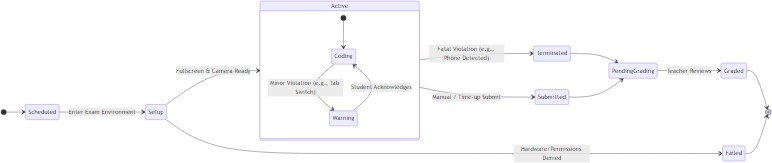 Active
Coding
Fatal Violation (e.g.,
Phone Detected)
Terminated
Fullscreen & Camera Ready
PendingGrading
Teacher Reviews
Graded
Minor Violation (e.g., Tab
Switch)
Student Acknowledges
Manual / Time-up Submit
Submitted
Scheduled
Enter Exam Environment
Setup
Warning
Hardware/Permissions
Denied
Failed